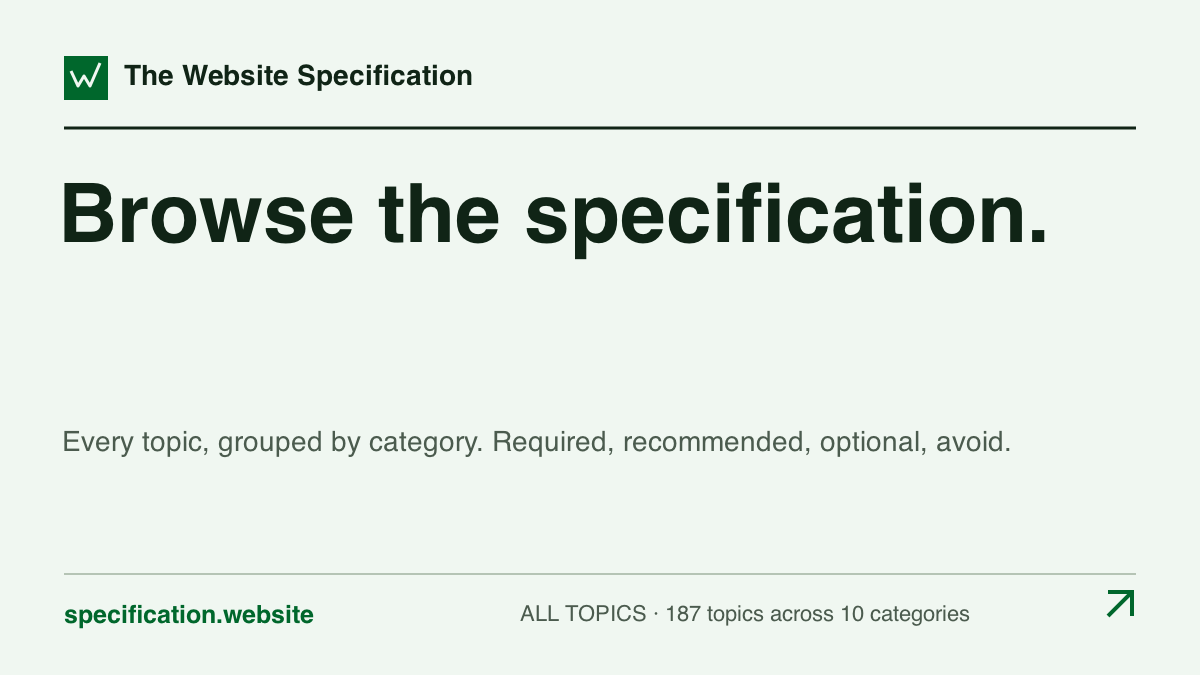 The Website Specification
Browse the specification.
Every topic, grouped by category. Required, recommended, optional, avoid.
specification.website
ALL TOPICS · 187 topics across 10 categories